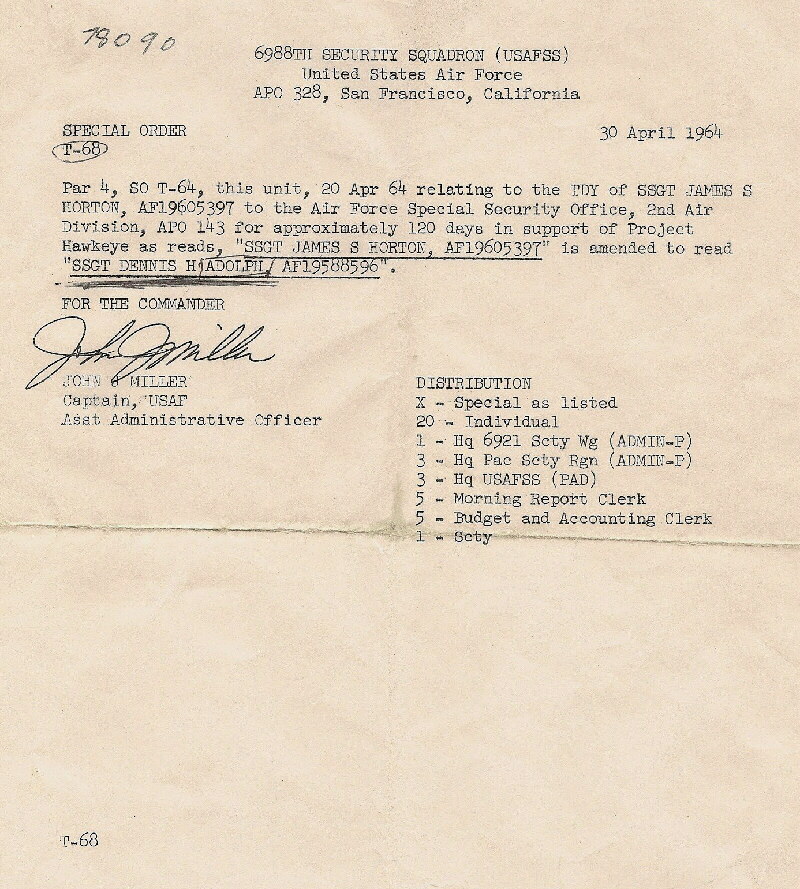 78090
6988TH SECURITY SQUADRON (USAFSS)
United States Air Force
APO 328, San Francisco, California
SPECIAL ORDER 30 April 1964
T-68
Par 4, SO T-64, this unit, 20 Apr 64 relating to the TDY of SSGT JAMES S
HORTON, AF19605397 to the Air Force Special Security Office, 2nd Air
Division, APO 143 for approximately 120 days in support of Project
Hawkeye as reads, "SSGT JAMES S HORTON, AF19605397" is amended to read
"SSGT DENNIS H ADOLPH, AF19588596".
FOR THE COMMANDER
John J Miller
JOHN J MILLER
Captain, USAF
Asst Administrative Officer
DISTRIBUTION
X - Special as listed
20 - Individual
1 - Hq 6921 Scty Wg (ADMIN-P)
3 - Hq Pac Scty Rgn (ADMIN-P)
3 - Hq USAFSS (PAD)
5 - Morning Report Clerk
5 - Budget and Accounting Clerk
1 - Scty
T-68